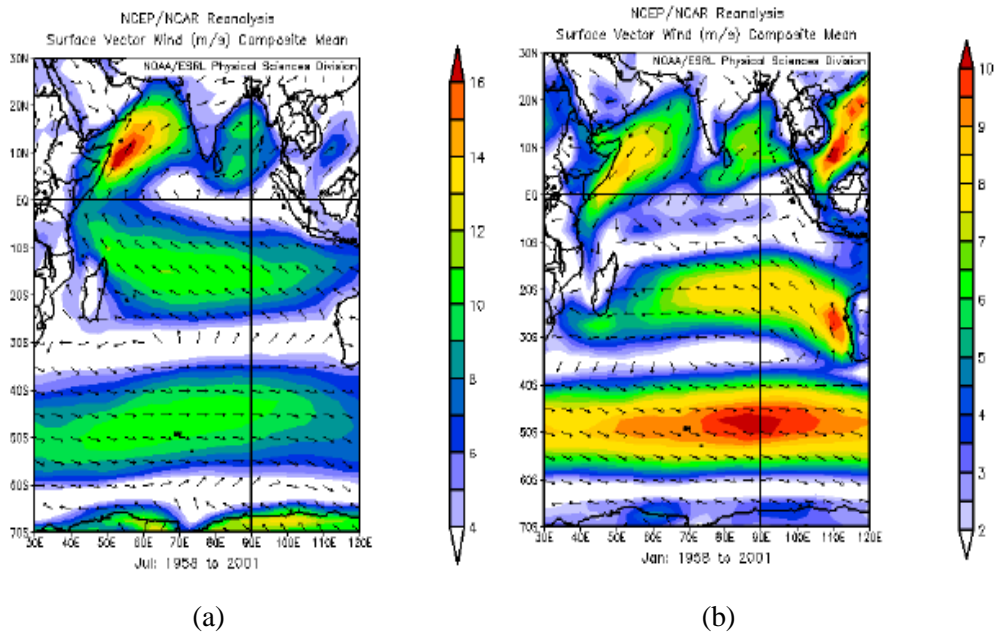 NCEP/NCAR Reanalysis
Surface Vector Wind (m/s) Composite Mean
NOAA/ESRL Physical Sciences Division
30N
20N
10N
EQ
10S
20S
30S
40S
50S
60S
70S
30E 40E 50E 60E 70E 80E 90E 100E 110E 120E
Jul: 1958 to 2001
16
14
12
10
8
6
4
(a)
NCEP/NCAR Reanalysis
Surface Vector Wind (m/s) Composite Mean
NOAA/ESRL Physical Sciences Division
30N
20N
10N
EQ
10S
20S
30S
40S
50S
60S
70S
30E 40E 50E 60E 70E 80E 90E 100E 110E 120E
Jan: 1958 to 2001
10
9
8
7
6
5
4
3
2
(b)